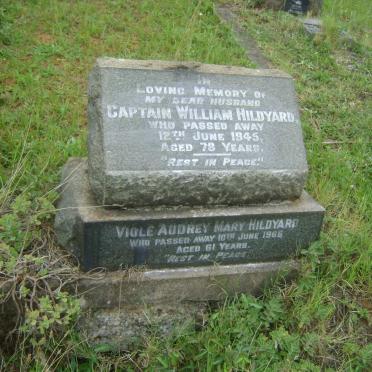 IN
LOVING MEMORY OF
MY DEAR HUSBAND
CAPTAIN WILLIAM HILDYARD,
WHO PASSED AWAY
12TH JUNE 1945,
AGED 78 YEARS.
"REST IN PEACE."
VIOLE AUDREY MARY HILDYARD
WHO PASSED AWAY 10TH JUNE 1968
AGED 61 YEARS.
"REST IN PEACE."